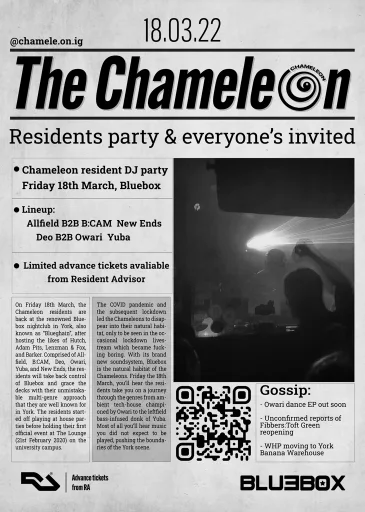 18.03.22
@chamele.on.ig
The Chameleon
CHAMELEON
Residents party & everyone's invited
Chameleon resident DJ party
Friday 18th March, Bluebox
Lineup:
Allfield B2B B:CAM New Ends
Deo B2B Owari Yuba
Limited advance tickets avaliable
from Resident Advisor
On Friday 18th March, the
Chameleon residents are
back at the renowned Blue-
box nightclub in York, also
known as "Bluephats", after
hosting the likes of Hutch,
Adam Pits, Lenzman & Fox,
and Barker. Comprised of All-
field, B:CAM, Deo, Owari,
Yuba, and New Ends, the res-
idents will take back control
of Bluebox and grace the
decks with their unmistaka-
ble multi-genre approach
that they are well known for
in York. The residents start-
ed off playing at house par-
ties before holding their first
official event at The Lounge
(21st February 2020) on the
university campus.
The COVID pandemic and
the subsequent lockdown
led the Chameleons to disap-
pear into their natural habi-
tat, only to be seen in the oc-
casional lockdown lives-
tream which became fuck-
ing boring. With its brand
new soundsystem, Bluebox
is the natural habitat of the
Chameleons. Friday the 18th
March, you'll hear the resi-
dents take you on a journey
through the genres from am-
bient tech-house champi-
oned by Owari to the leftfield
bass-infused donk of Yuba.
Most of all you'll hear music
you did not expect to be
played, pushing the bounda-
ries of the York scene.
Gossip:
- Owari dance EP out soon
- Unconfirmed reports of
Fibbers:Toft Green
reopening
- WHP moving to York
Banana Warehouse
Advance tickets
from RA
BLUEBOX